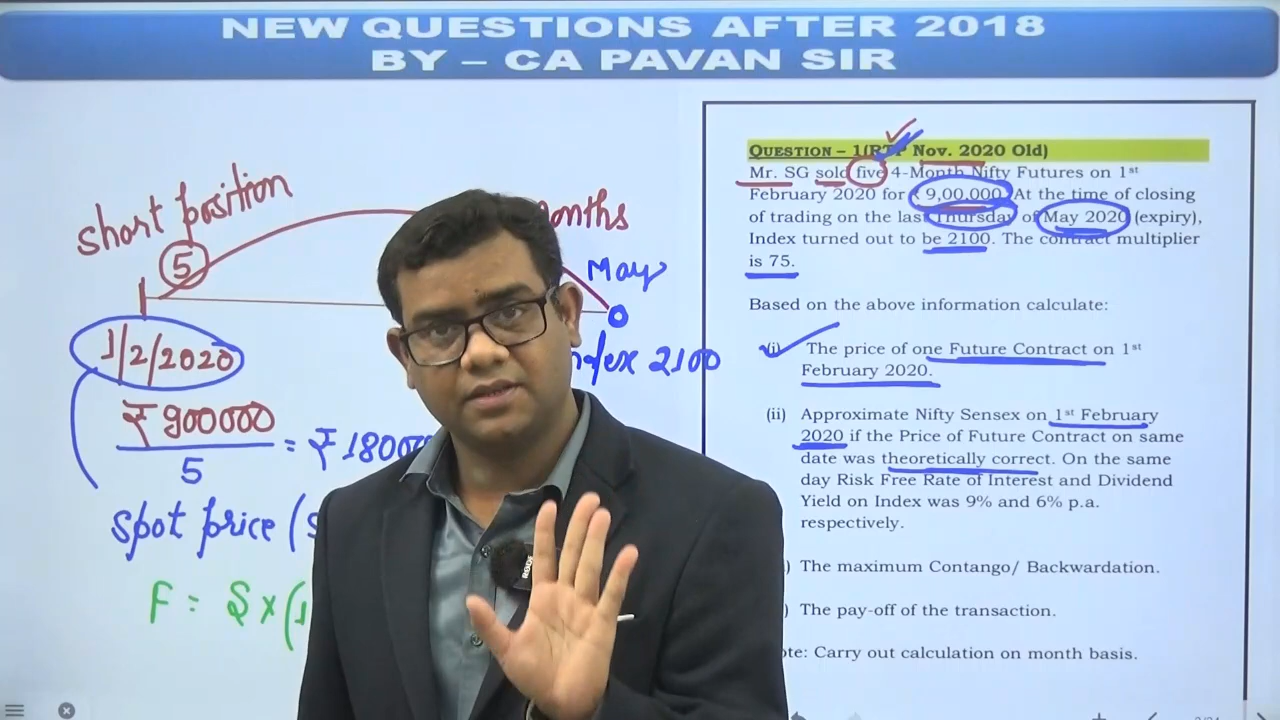 NEW QUESTIONS AFTER 2018
BY – CA PAVAN SIR
short position
5
1/2/2020
₹ 900000
5
= ₹ 18000
spot price (S
F = S × (1
months
May
index 2100
QUESTION – 1(RTP Nov. 2020 Old)
Mr. SG sold five 4-Month Nifty Futures on 1st
February 2020 for 9,00,000. At the time of closing
of trading on the last Thursday of May 2020 (expiry),
Index turned out to be 2100. The contract multiplier
is 75.
Based on the above information calculate:
(i) The price of one Future Contract on 1st
February 2020.
(ii) Approximate Nifty Sensex on 1st February
2020 if the Price of Future Contract on same
date was theoretically correct. On the same
day Risk Free Rate of Interest and Dividend
Yield on Index was 9% and 6% p.a.
respectively.
) The maximum Contango/ Backwardation.
) The pay-off of the transaction.
ote: Carry out calculation on month basis.